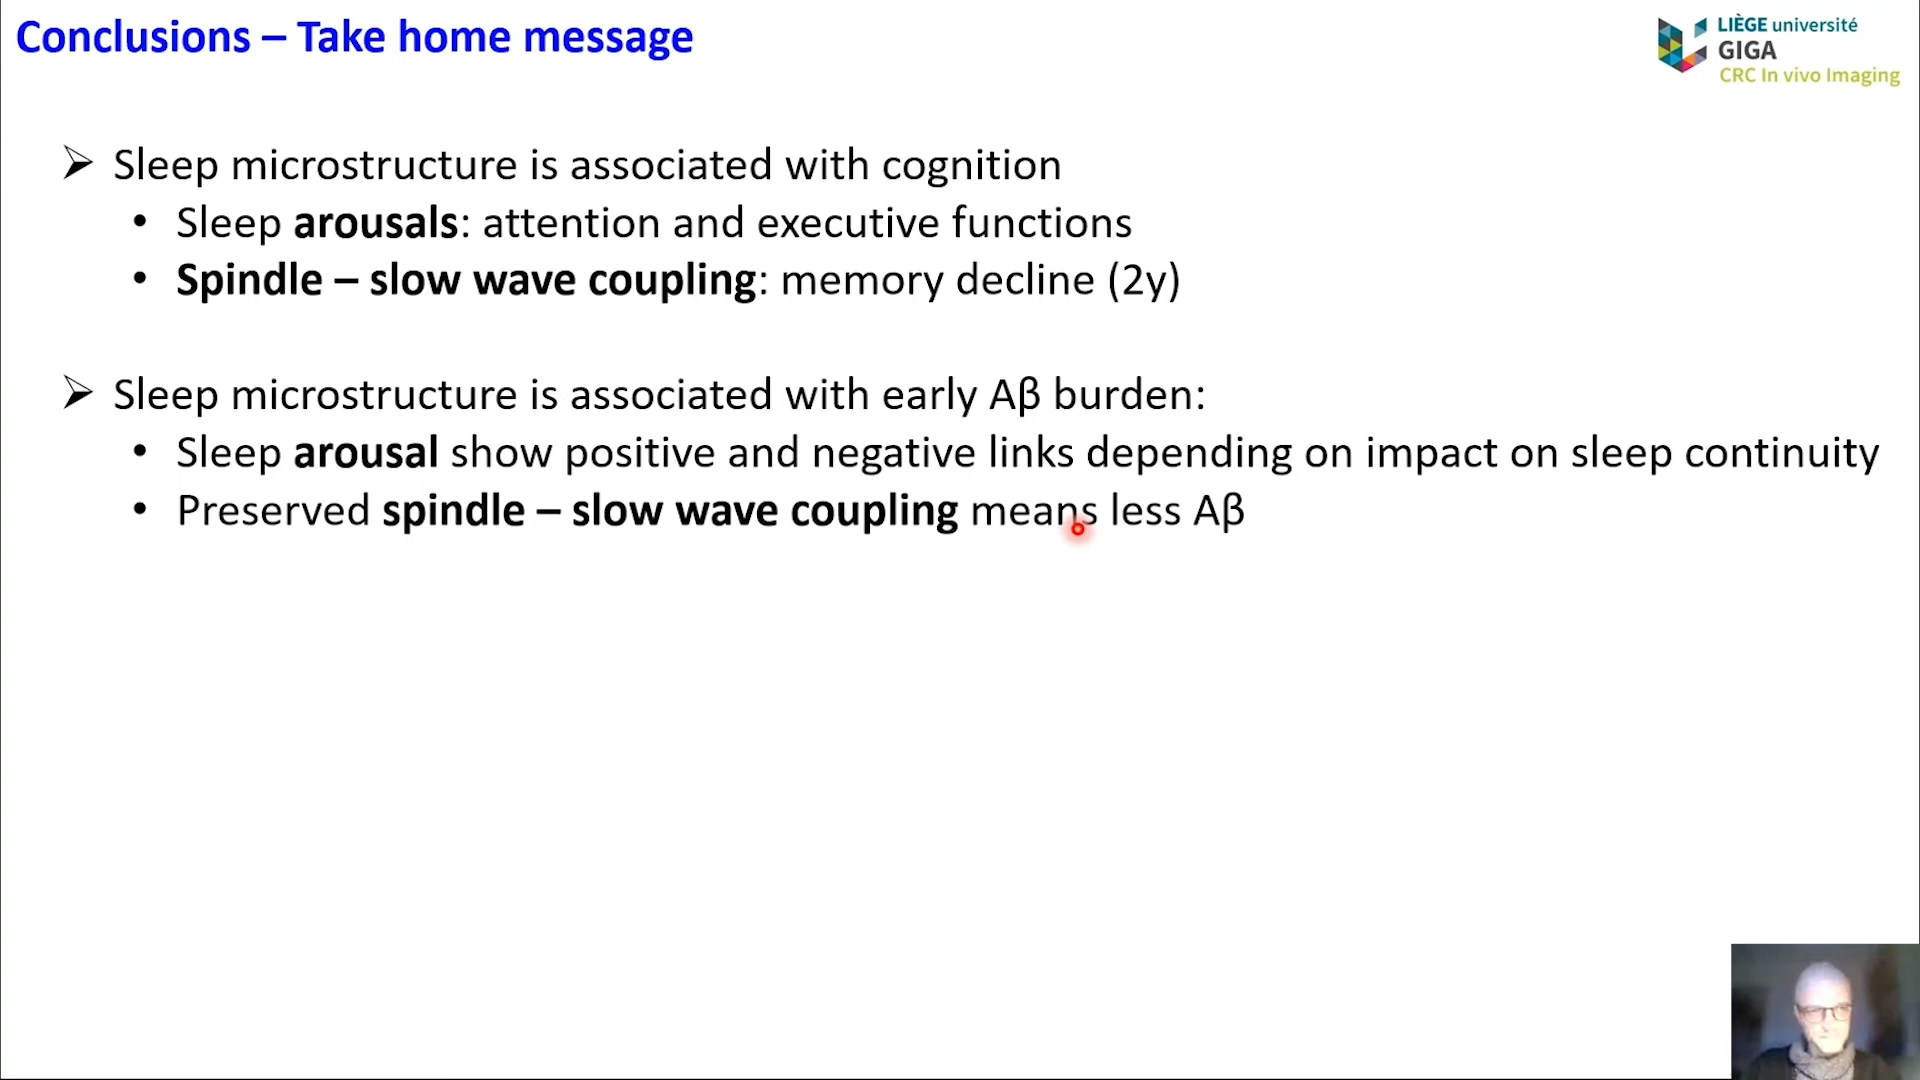 Conclusions – Take home message
LIÈGE université
GIGA
CRC In vivo Imaging
➢ Sleep microstructure is associated with cognition
• Sleep arousals: attention and executive functions
• Spindle – slow wave coupling: memory decline (2y)
➢ Sleep microstructure is associated with early Aβ burden:
• Sleep arousal show positive and negative links depending on impact on sleep continuity
• Preserved spindle – slow wave coupling means less Aβ